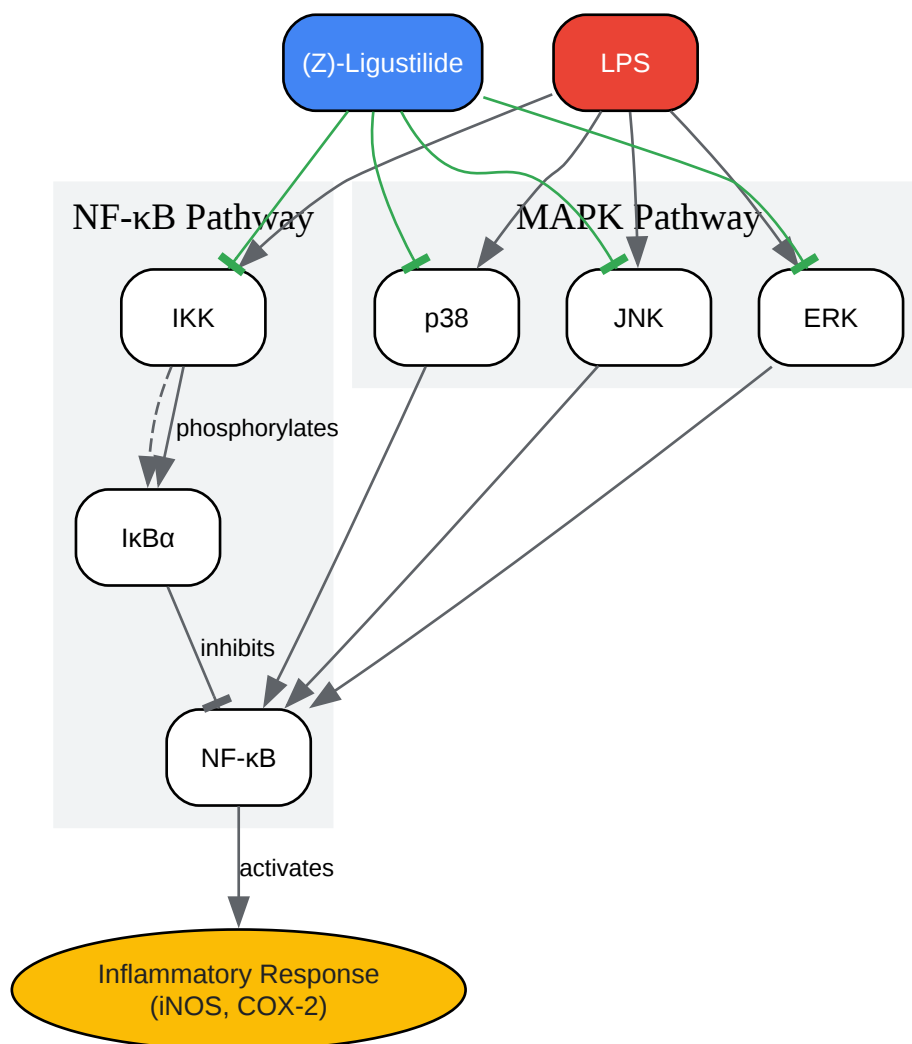 (Z)-Ligustilide
LPS
NF-κB Pathway
MAPK Pathway
IKK
p38
JNK
ERK
phosphorylates
IκBα
inhibits
NF-κB
activates
Inflammatory Response
(iNOS, COX-2)